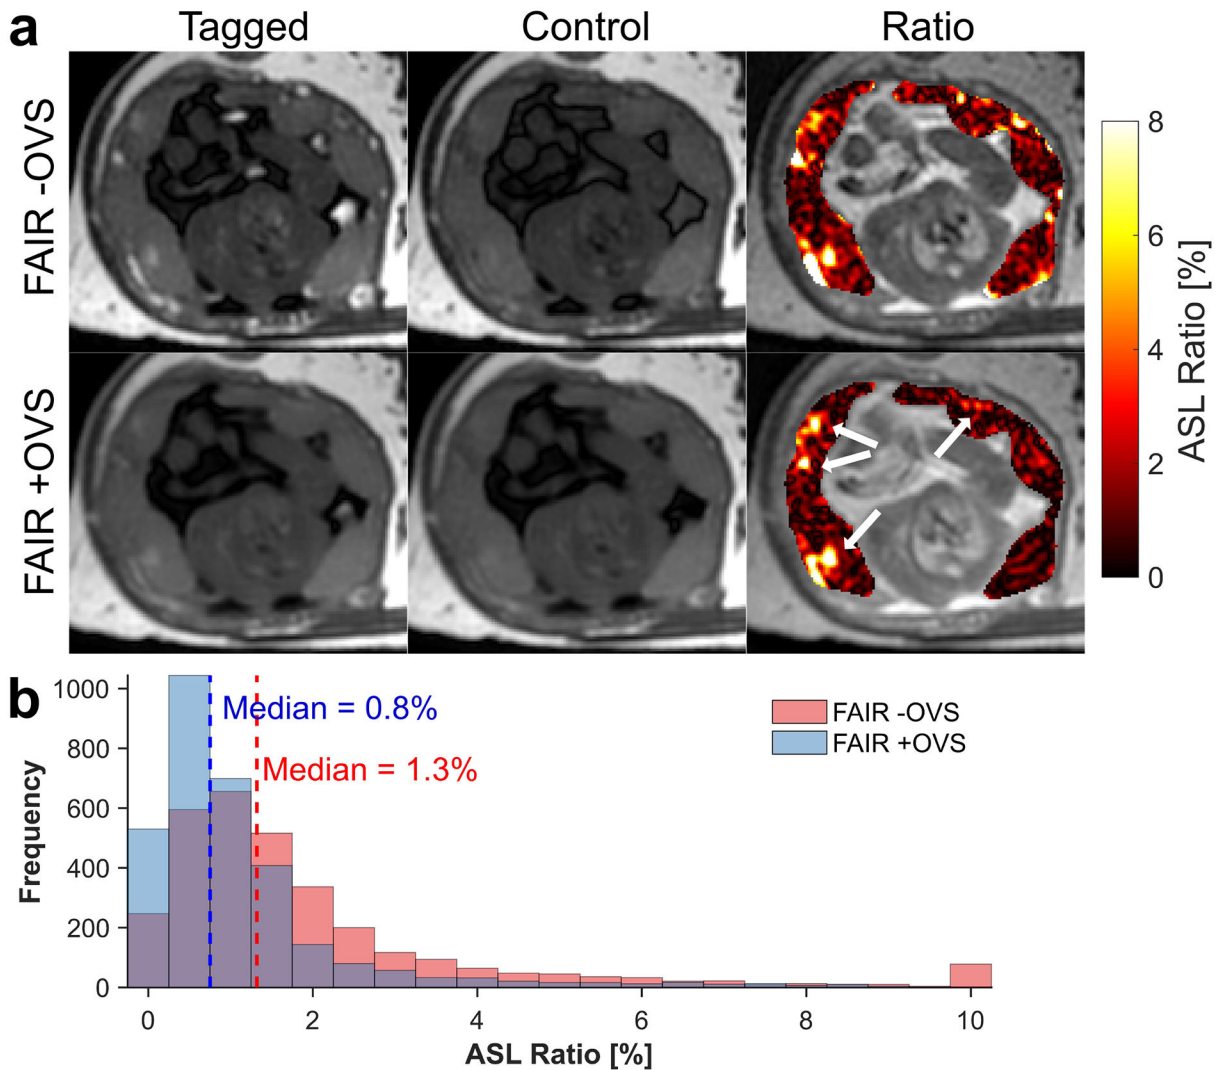 a
Tagged Control Ratio
FAIR -OVS
FAIR +OVS
8
6
4
2
0
ASL Ratio [%]
b
Median = 0.8%
Median = 1.3%
FAIR -OVS
FAIR +OVS
1000
800
600
400
200
0
Frequency
0 2 4 6 8 10
ASL Ratio [%]